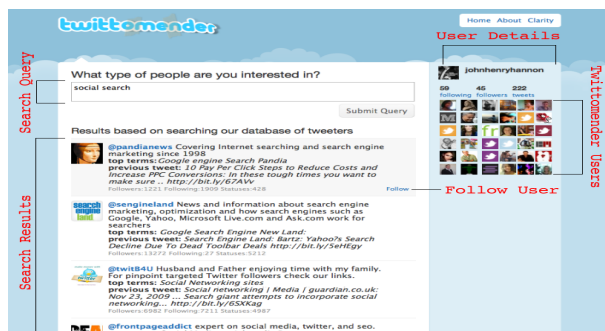 twittomender
Home About Clarity
User Details
johnhenryhannon
59 45 222
following followers tweets
Twittomender Users
Search Query
What type of people are you interested in?
social search
Submit Query
Results based on searching our database of tweeters
Search Results
@pandianews Covering Internet searching and search engine
marketing since 1998
top terms:Google engine Search Pandia
previous tweet: 10 Pay Per Click Steps to Reduce Costs and
Increase PPC Conversions: In these tough times you want to
make sure .. http://bit.ly/67AVv
Followers:1221 Following:1909 Statuses:428
Follow
Follow User
search
engine
land
@sengineland News and information about search engine
marketing, optimization and how search engines such as
Google, Yahoo, Microsoft Live.com and Ask.com work for
searchers
top terms: Google Search Engine New Land:
previous tweet: Search Engine Land: Bartz: Yahoo?s Search
Decline Due To Dead Toolbar Deals http://bit.ly/5eHEgy
Followers:13272 Following:27 Statuses:5212
@twitB4U Husband and Father enjoying time with my family.
For pinpoint targeted Twitter followers check our links.
top terms: Social Networking sites
previous tweet: Social networking | Media | guardian.co.uk:
Nov 23, 2009 ... Search giant attempts to incorporate social
networking... http://bit.ly/6SXKag
Followers:6982 Following:7211 Statuses:4987
@frontpageaddict expert on social media, twitter, and seo.